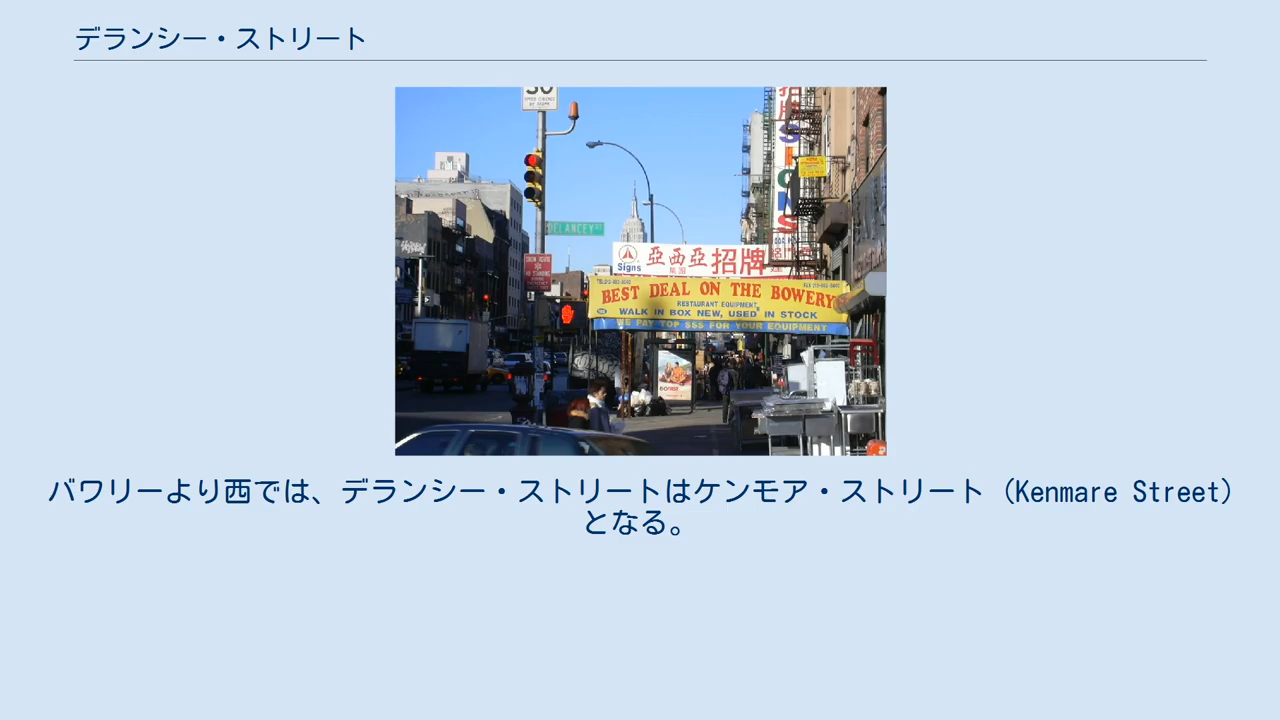 デランシー・ストリート
DELANCEY ST
亞西亞招牌
Signs
SIGNS
BEST DEAL ON THE BOWERY
RESTAURANT EQUIPMENT
WALK IN BOX NEW, USED IN STOCK
WE PAY TOP $$$ FOR YOUR EQUIPMENT
バワリーより西では、デランシー・ストリートはケンモア・ストリート（Kenmare Street）
となる。